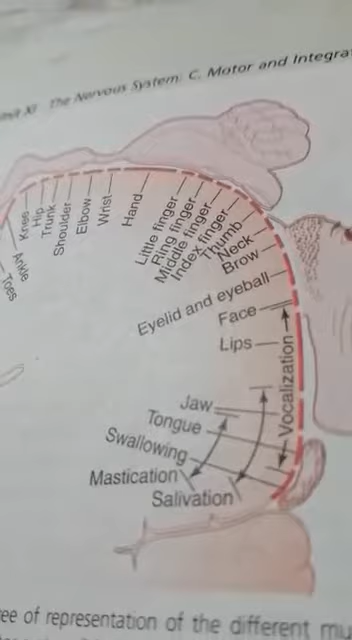 Unit XI The Nervous System: C. Motor and Integra
Toes
Ankle
Knee
Hip
Trunk
Shoulder
Elbow
Wrist
Hand
Little finger
Ring finger
Middle finger
Index finger
Thumb
Neck
Brow
Eyelid and eyeball
Face
Lips
Vocalization
Jaw
Tongue
Swallowing
Mastication
Salivation
ree of representation of the different mu